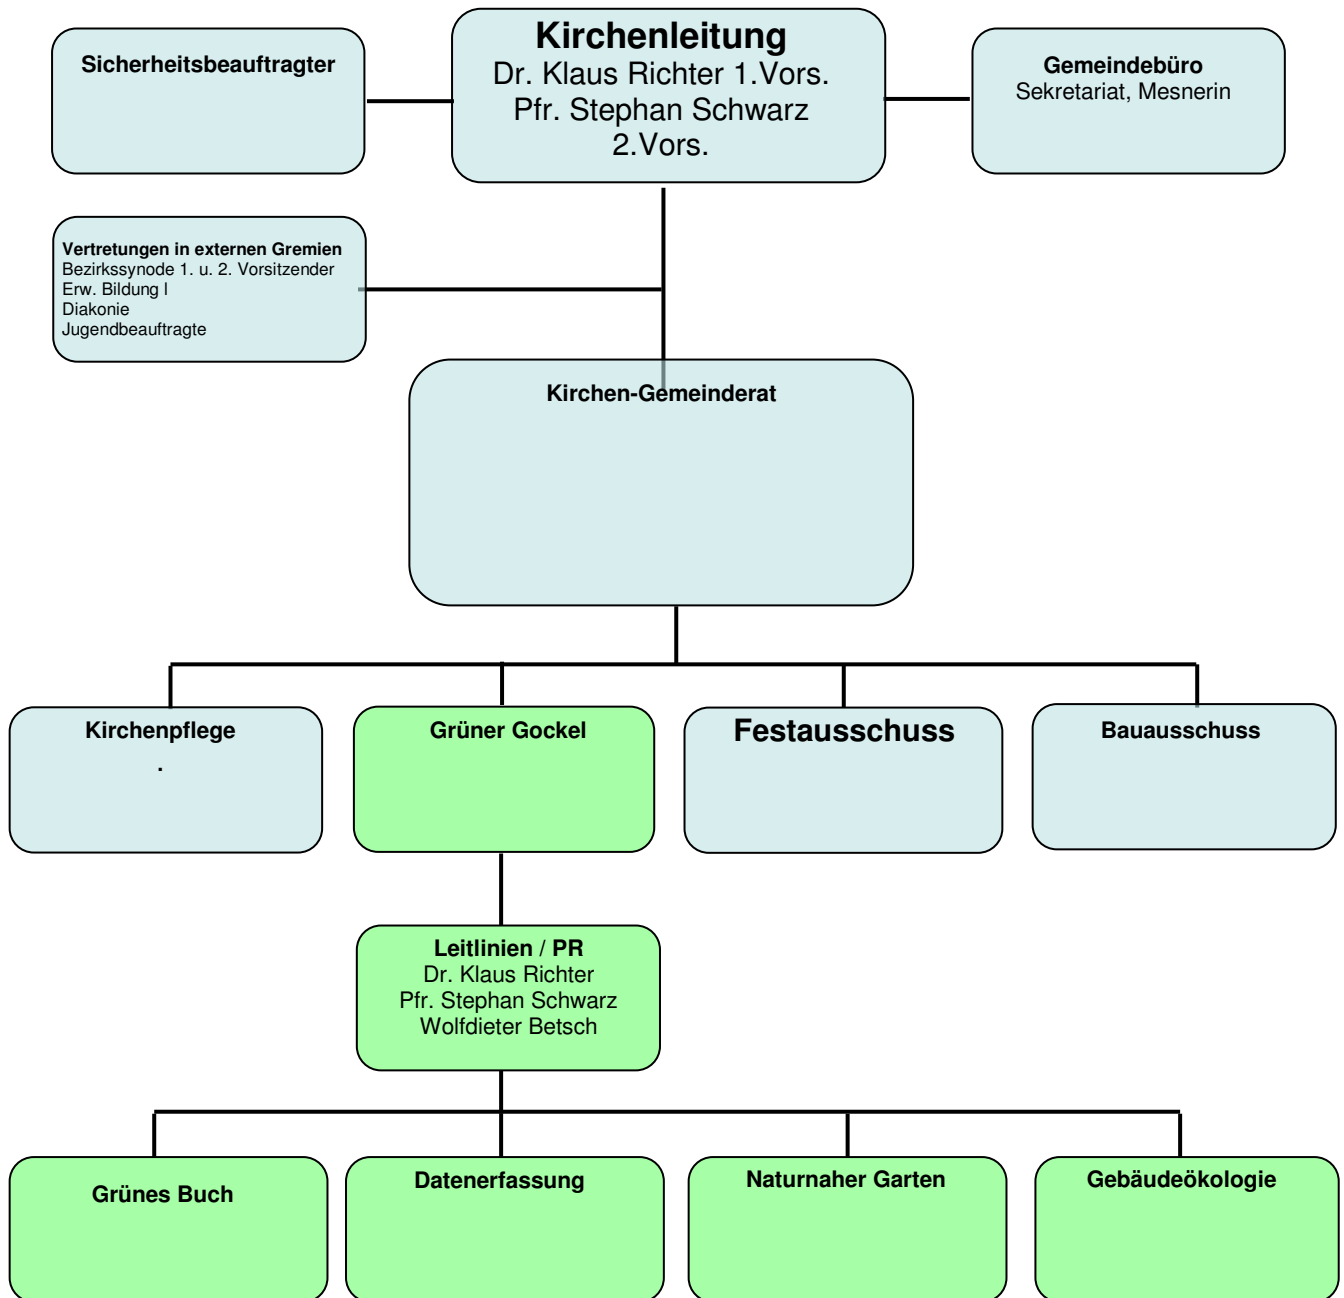 Sicherheitsbeauftragter
Kirchenleitung
Dr. Klaus Richter 1.Vors.
Pfr. Stephan Schwarz
2.Vors.
Gemeindebüro
Sekretariat, Mesnerin
Vertretungen in externen Gremien
Bezirkssynode 1. u. 2. Vorsitzender
Erw. Bildung l
Diakonie
Jugendbeauftragte
Kirchen-Gemeinderat
Kirchenpflege
.
Grüner Gockel
Festausschuss
Bauausschuss
Leitlinien / PR
Dr. Klaus Richter
Pfr. Stephan Schwarz
Wolfdieter Betsch
Grünes Buch
Datenerfassung
Naturnaher Garten
Gebäudeökologie